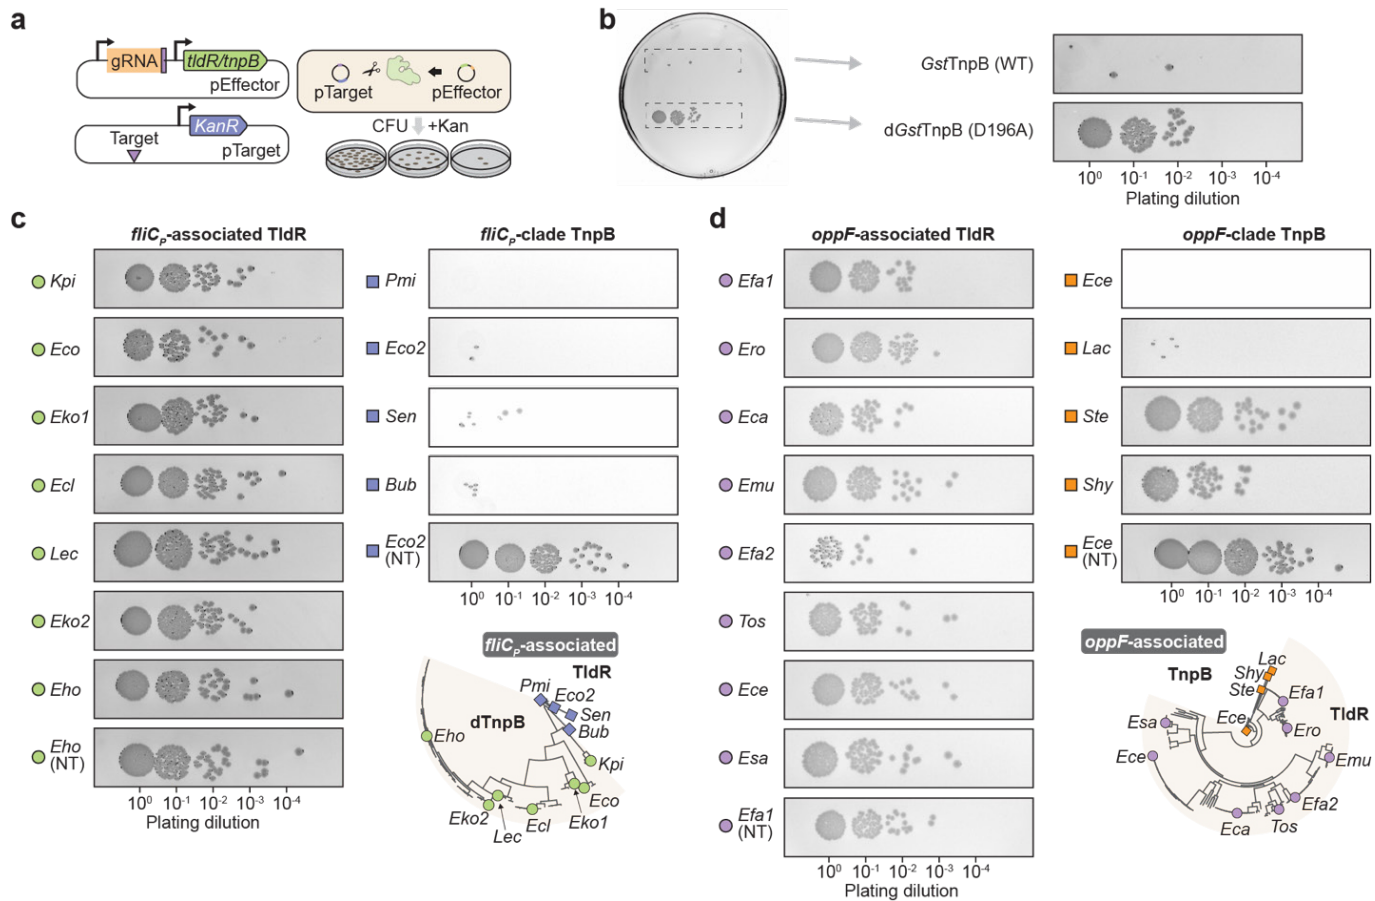 a
gRNA
tldR/tnpB
pEffector
KanR
Target
pTarget
pTarget
pEffector
CFU
+Kan
b
GstTnpB (WT)
dGstTnpB (D196A)
10⁰ 10⁻¹ 10⁻² 10⁻³ 10⁻⁴
Plating dilution
c
fliCₚ-associated TldR
Kpi
Eco
Eko1
Ecl
Lec
Eko2
Eho
Eho
(NT)
10⁰ 10⁻¹ 10⁻² 10⁻³ 10⁻⁴
Plating dilution
fliCₚ-clade TnpB
Pmi
Eco2
Sen
Bub
Eco2
(NT)
10⁰ 10⁻¹ 10⁻² 10⁻³ 10⁻⁴
fliCₚ-associated
TldR
Pmi
Eco2
Sen
Bub
dTnpB
Eho
Kpi
Eco
Eko1
Ecl
Lec
Eko2
d
oppF-associated TldR
Efa1
Ero
Eca
Emu
Efa2
Tos
Ece
Esa
Efa1
(NT)
10⁰ 10⁻¹ 10⁻² 10⁻³ 10⁻⁴
Plating dilution
oppF-clade TnpB
Ece
Lac
Ste
Shy
Ece
(NT)
10⁰ 10⁻¹ 10⁻² 10⁻³ 10⁻⁴
oppF-associated
TnpB
Lac
Shy
Ste
Efa1
TldR
Ece
Ero
Esa
Ece
Emu
Efa2
Tos
Eca